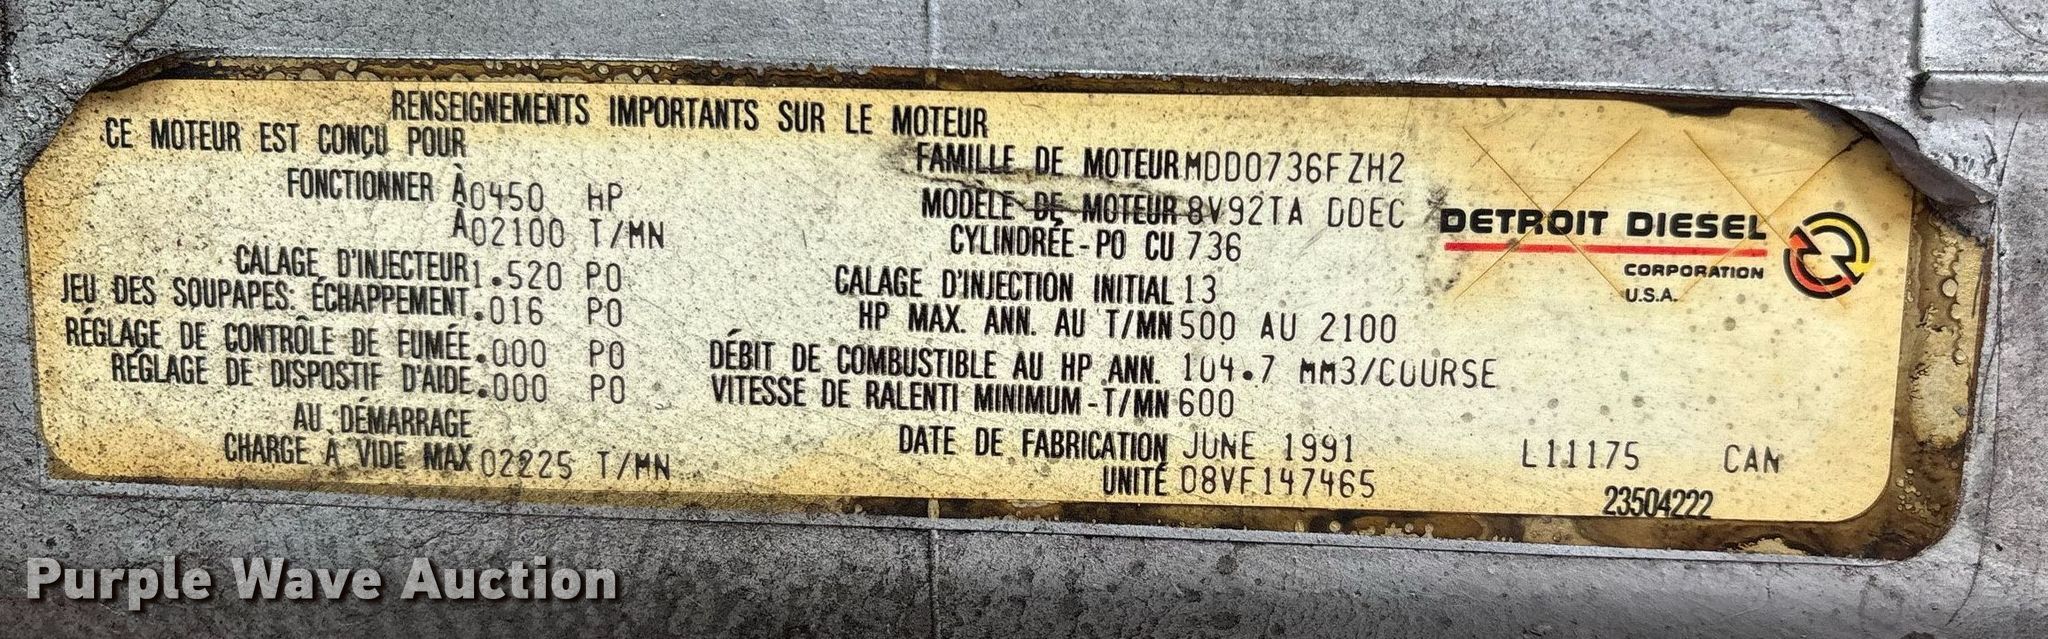 RENSEIGNEMENTS IMPORTANTS SUR LE MOTEUR
CE MOTEUR EST CONÇU POUR
FONCTIONNER À 0450 HP
À 02100 T/MN
CALAGE D'INJECTEUR 1.520 PO
JEU DES SOUPAPES: ÉCHAPPEMENT .016 PO
RÉGLAGE DE CONTRÔLE DE FUMÉE .000 PO
RÉGLAGE DE DISPOSTIF D'AIDE .000 PO
AU DÉMARRAGE
CHARGE À VIDE MAX 02225 T/MN
FAMILLE DE MOTEUR MDD0736FZH2
MODÈLE DE MOTEUR 8V92TA DDEC
CYLINDRÉE-PO CU 736
CALAGE D'INJECTION INITIAL 13
HP MAX. ANN. AU T/MN 500 AU 2100
DÉBIT DE COMBUSTIBLE AU HP ANN. 104.7 MM3/COURSE
VITESSE DE RALENTI MINIMUM-T/MN 600
DATE DE FABRICATION JUNE 1991
UNITÉ 08VF147465
DETROIT DIESEL
CORPORATION
U.S.A.
L11175 CAN
23504222
Purple Wave Auction